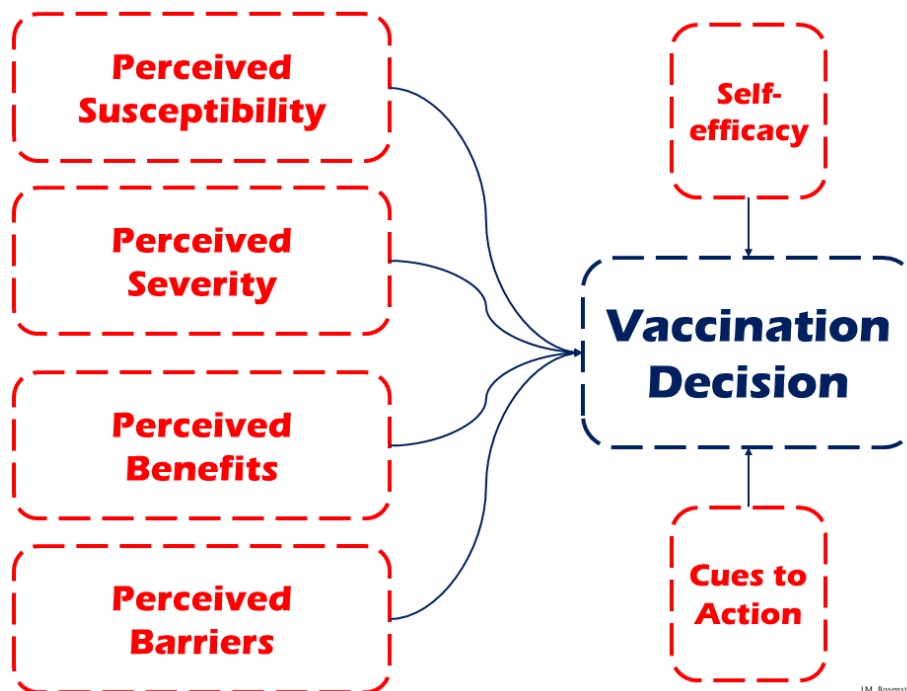 Perceived
Susceptibility
Perceived
Severity
Perceived
Benefits
Perceived
Barriers
Self-
efficacy
Vaccination
Decision
Cues to
Action